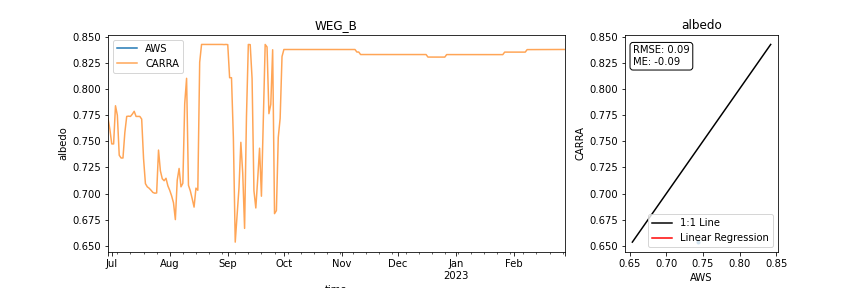 WEG_B
albedo
0.850
0.825
0.800
0.775
0.750
0.725
0.700
0.675
0.650
AWS
CARRA
Jul
Aug
Sep
Oct
Nov
Dec
Jan
2023
Feb
albedo
albedo
CARRA
0.850
0.825
0.800
0.775
0.750
0.725
0.700
0.675
0.650
RMSE: 0.09
ME: -0.09
1:1 Line
Linear Regression
0.65
0.70
0.75
0.80
0.85
AWS